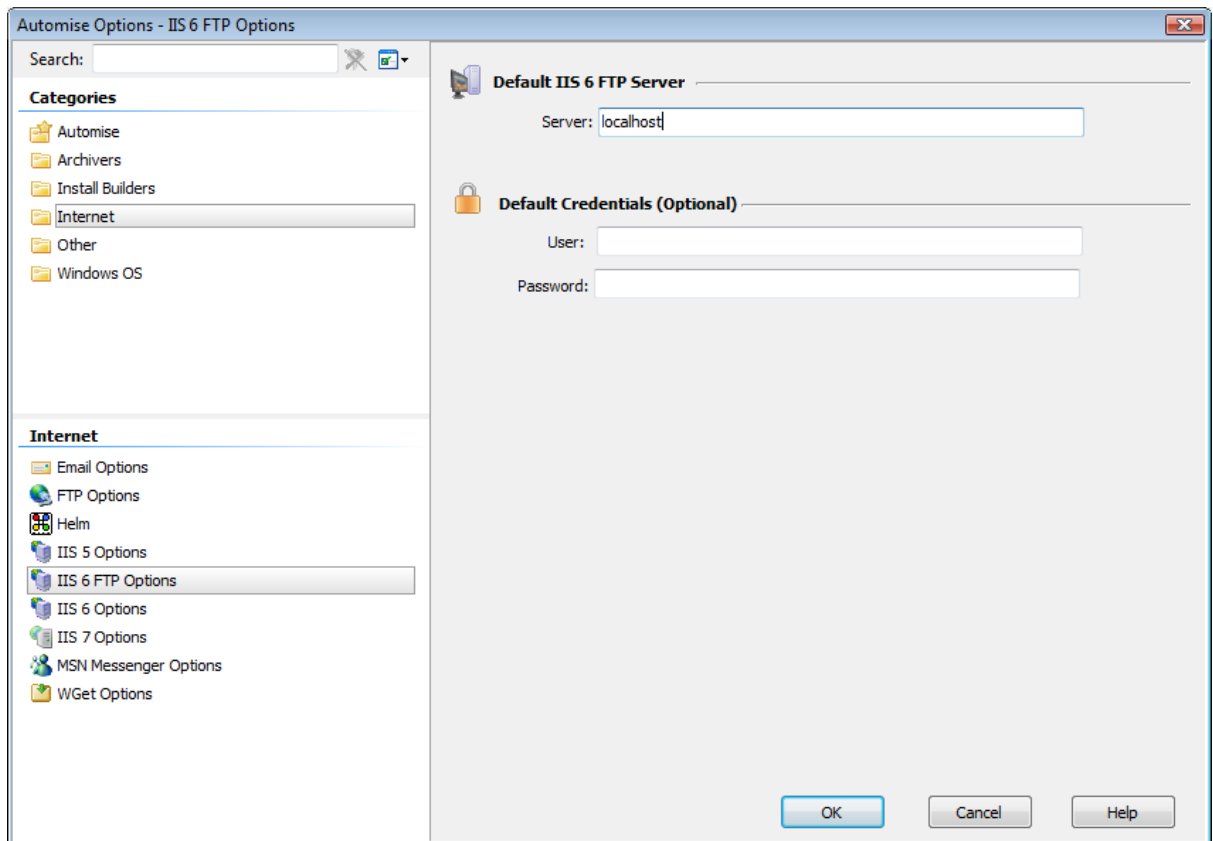 Automise Options - IIS 6 FTP Options
Search:
Categories
Automise
Archivers
Install Builders
Internet
Other
Windows OS
Internet
Email Options
FTP Options
Helm
IIS 5 Options
IIS 6 FTP Options
IIS 6 Options
IIS 7 Options
MSN Messenger Options
WGet Options
Default IIS 6 FTP Server
Server: localhost
Default Credentials (Optional)
User:
Password:
OK Cancel Help